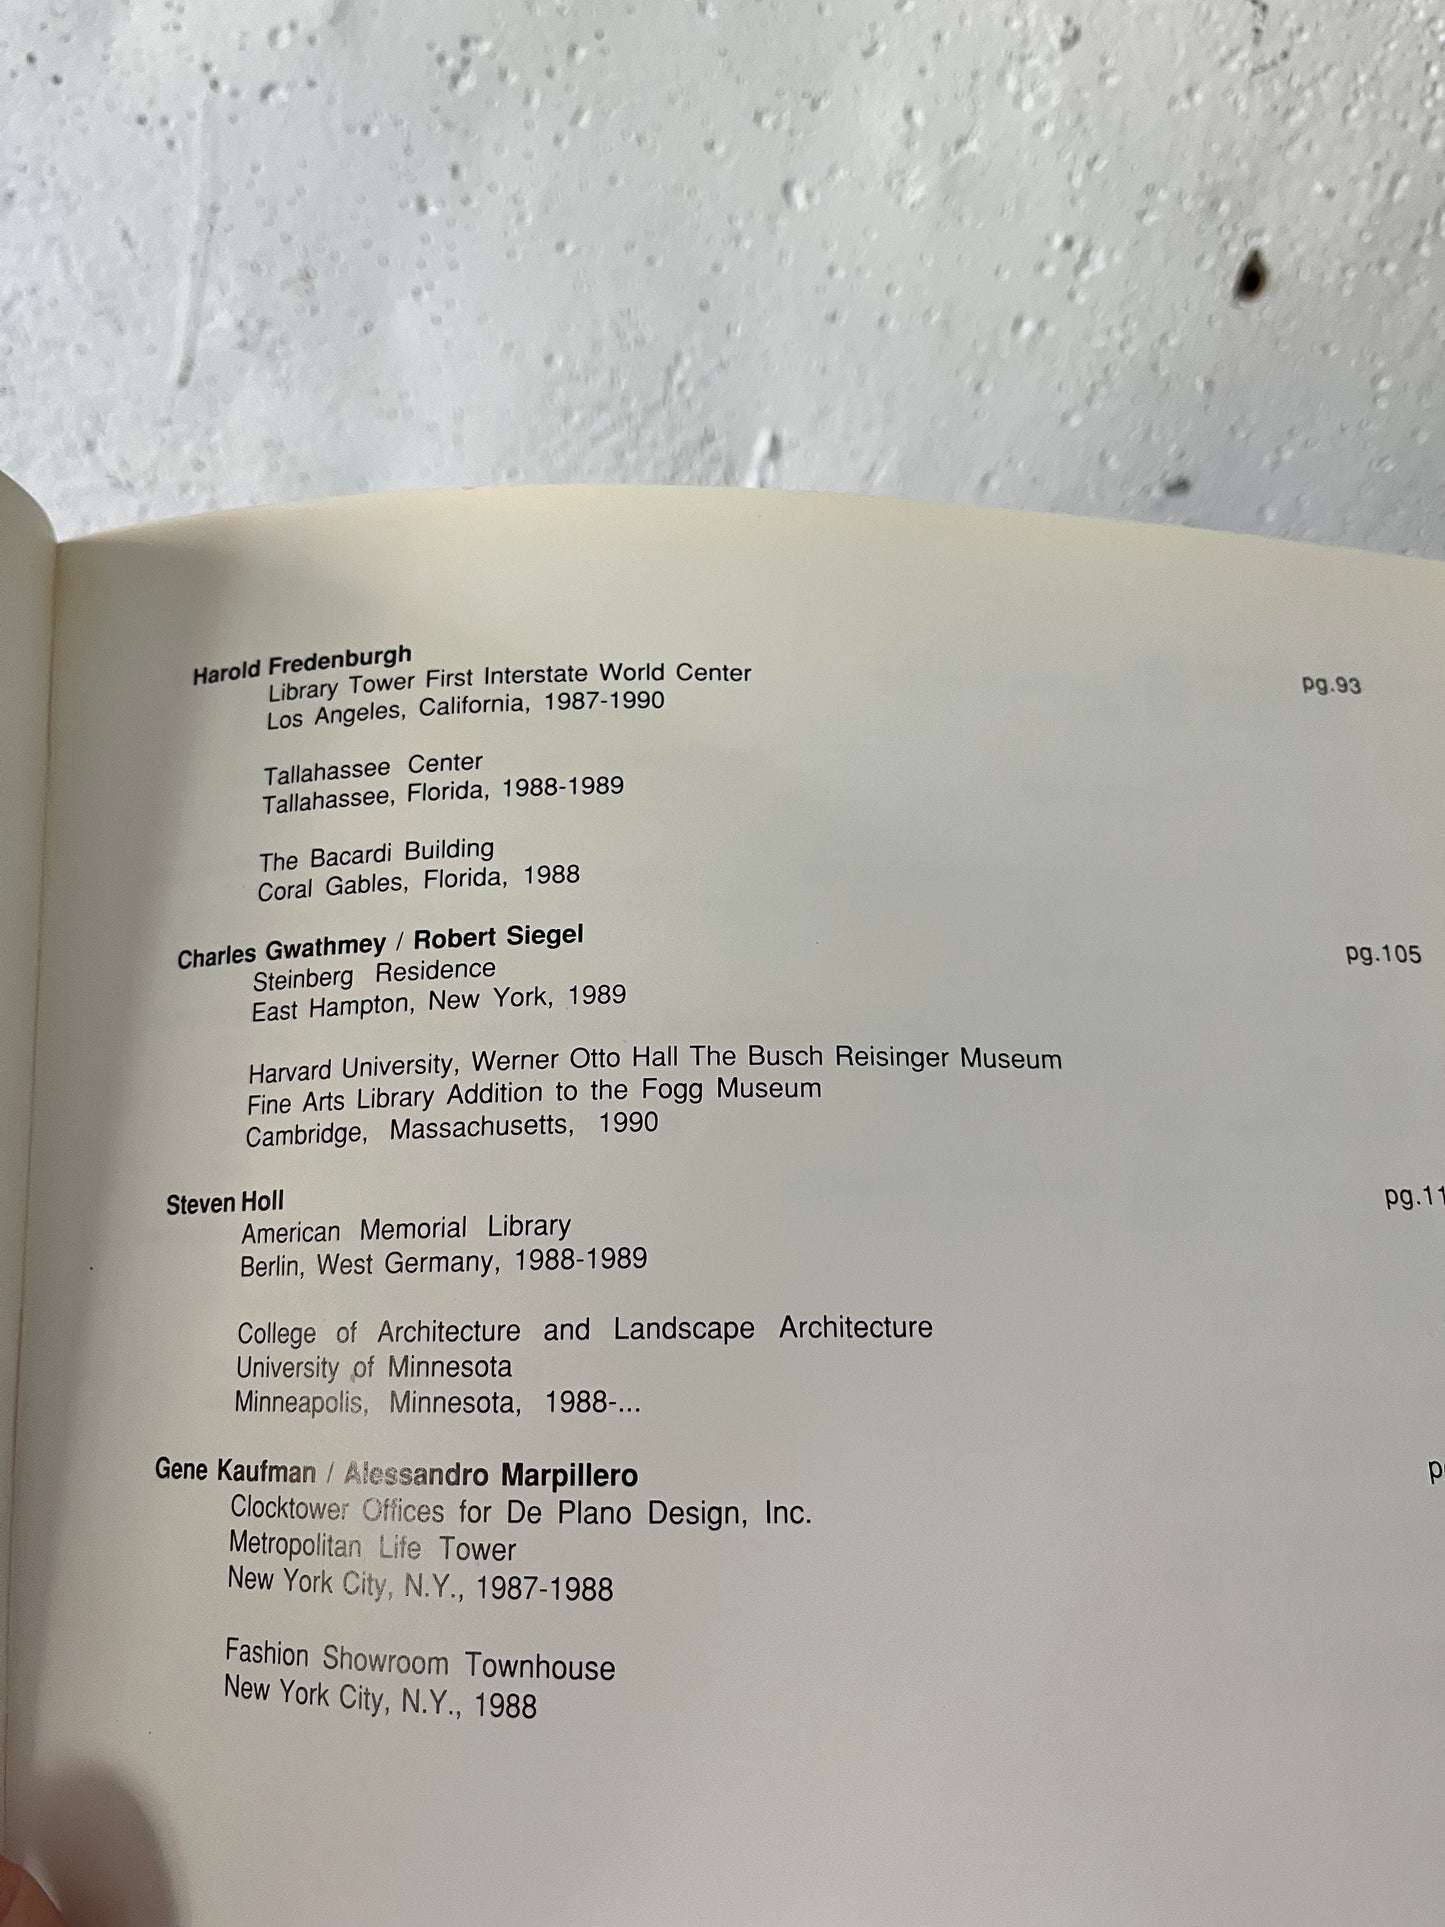 Harold Fredenburgh
Library Tower First Interstate World Center pg.93
Los Angeles, California, 1987-1990
Tallahassee Center
Tallahassee, Florida, 1988-1989
The Bacardi Building
Coral Gables, Florida, 1988
Charles Gwathmey / Robert Siegel pg.105
Steinberg Residence
East Hampton, New York, 1989
Harvard University, Werner Otto Hall The Busch Reisinger Museum
Fine Arts Library Addition to the Fogg Museum
Cambridge, Massachusetts, 1990
Steven Holl
American Memorial Library
Berlin, West Germany, 1988-1989
College of Architecture and Landscape Architecture
University of Minnesota
Minneapolis, Minnesota, 1988-...
Gene Kaufman / Alessandro Marpillero
Clocktower Offices for De Plano Design, Inc.
Metropolitan Life Tower
New York City, N.Y., 1987-1988
Fashion Showroom Townhouse
New York City, N.Y., 1988